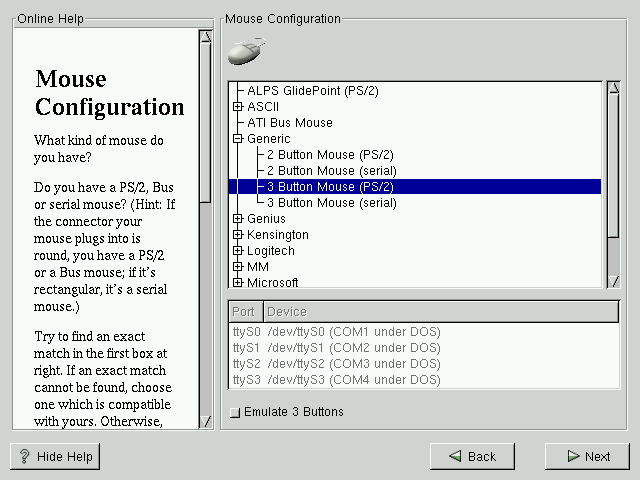 Online Help
Mouse
Configuration
What kind of mouse do
you have?
Do you have a PS/2, Bus
or serial mouse? (Hint: If
the connector your
mouse plugs into is
round, you have a PS/2
or a Bus mouse; if it's
rectangular, it's a serial
mouse.)
Try to find an exact
match in the first box at
right. If an exact match
cannot be found, choose
one which is compatible
with yours. Otherwise,
Mouse Configuration
ALPS GlidePoint (PS/2)
ASCII
ATI Bus Mouse
Generic
2 Button Mouse (PS/2)
2 Button Mouse (serial)
3 Button Mouse (PS/2)
3 Button Mouse (serial)
Genius
Kensington
Logitech
MM
Microsoft
Port Device
ttyS0 /dev/ttyS0 (COM1 under DOS)
ttyS1 /dev/ttyS1 (COM2 under DOS)
ttyS2 /dev/ttyS2 (COM3 under DOS)
ttyS3 /dev/ttyS3 (COM4 under DOS)
Emulate 3 Buttons
? Hide Help
Back
Next